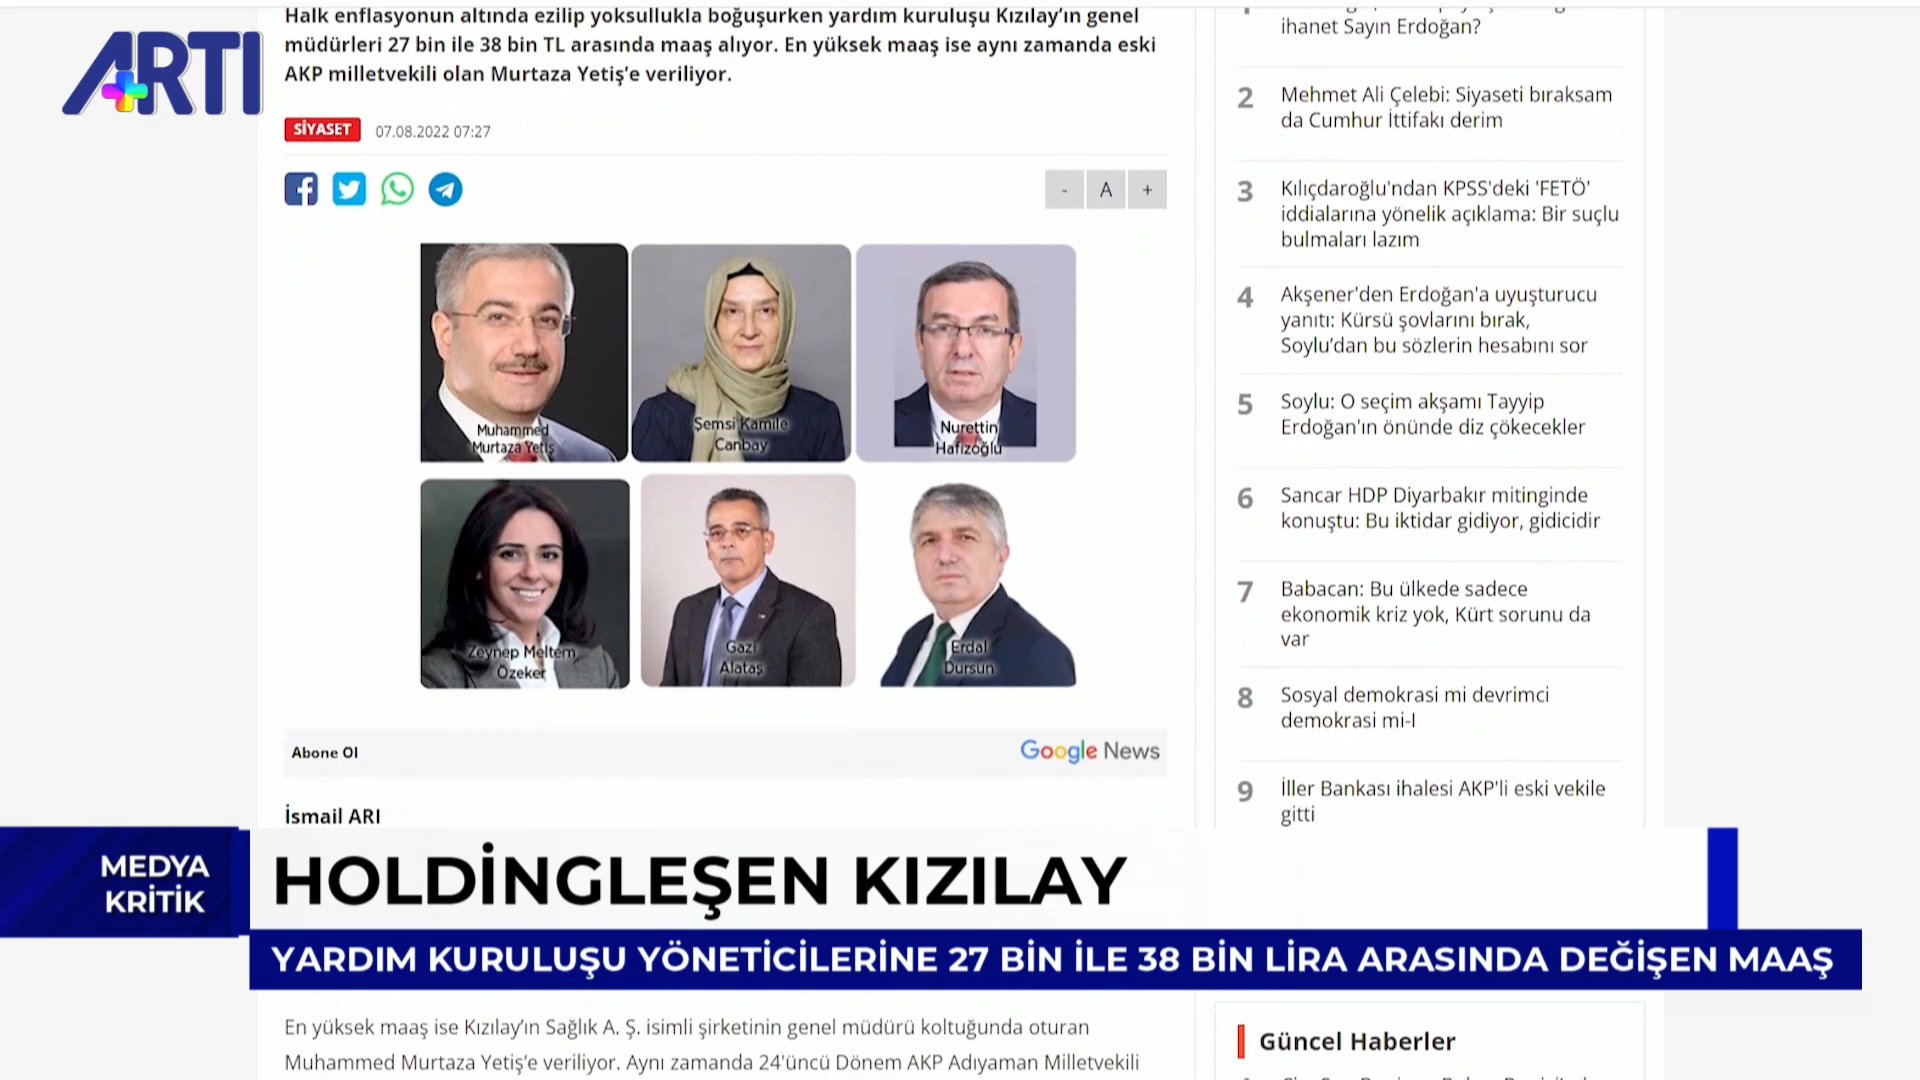 ARTI
Halk enflasyonun altında ezilip yoksullukla boğuşurken yardım kuruluşu Kızılay’ın genel
müdürleri 27 bin ile 38 bin TL arasında maaş alıyor. En yüksek maaş ise aynı zamanda eski
AKP milletvekili olan Murtaza Yetiş’e veriliyor.
SİYASET 07.08.2022 07:27
- A +
Muhammed
Murtaza Yetiş
Şemsi Kamile
Canbay
Nurettin
Hafızoğlu
Zeynep Meltem
Özeker
Gazi
Alataş
Erdal
Dursun
Abone Ol
Google News
İsmail ARI
ihanet Sayın Erdoğan?
2 Mehmet Ali Çelebi: Siyaseti bıraksam
da Cumhur İttifakı derim
3 Kılıçdaroğlu'ndan KPSS'deki 'FETÖ'
iddialarına yönelik açıklama: Bir suçlu
bulmaları lazım
4 Akşener'den Erdoğan'a uyuşturucu
yanıtı: Kürsü şovlarını bırak,
Soylu’dan bu sözlerin hesabını sor
5 Soylu: O seçim akşamı Tayyip
Erdoğan'ın önünde diz çökecekler
6 Sancar HDP Diyarbakır mitinginde
konuştu: Bu iktidar gidiyor, gidicidir
7 Babacan: Bu ülkede sadece
ekonomik kriz yok, Kürt sorunu da
var
8 Sosyal demokrasi mi devrimci
demokrasi mi-I
9 İller Bankası ihalesi AKP'li eski vekile
gitti
MEDYA
KRİTİK
HOLDİNGLEŞEN KIZILAY
YARDIM KURULUŞU YÖNETİCİLERİNE 27 BİN İLE 38 BİN LİRA ARASINDA DEĞİŞEN MAAŞ
En yüksek maaş ise Kızılay’ın Sağlık A. Ş. isimli şirketinin genel müdürü koltuğunda oturan
Muhammed Murtaza Yetiş’e veriliyor. Aynı zamanda 24'üncü Dönem AKP Adıyaman Milletvekili
Güncel Haberler